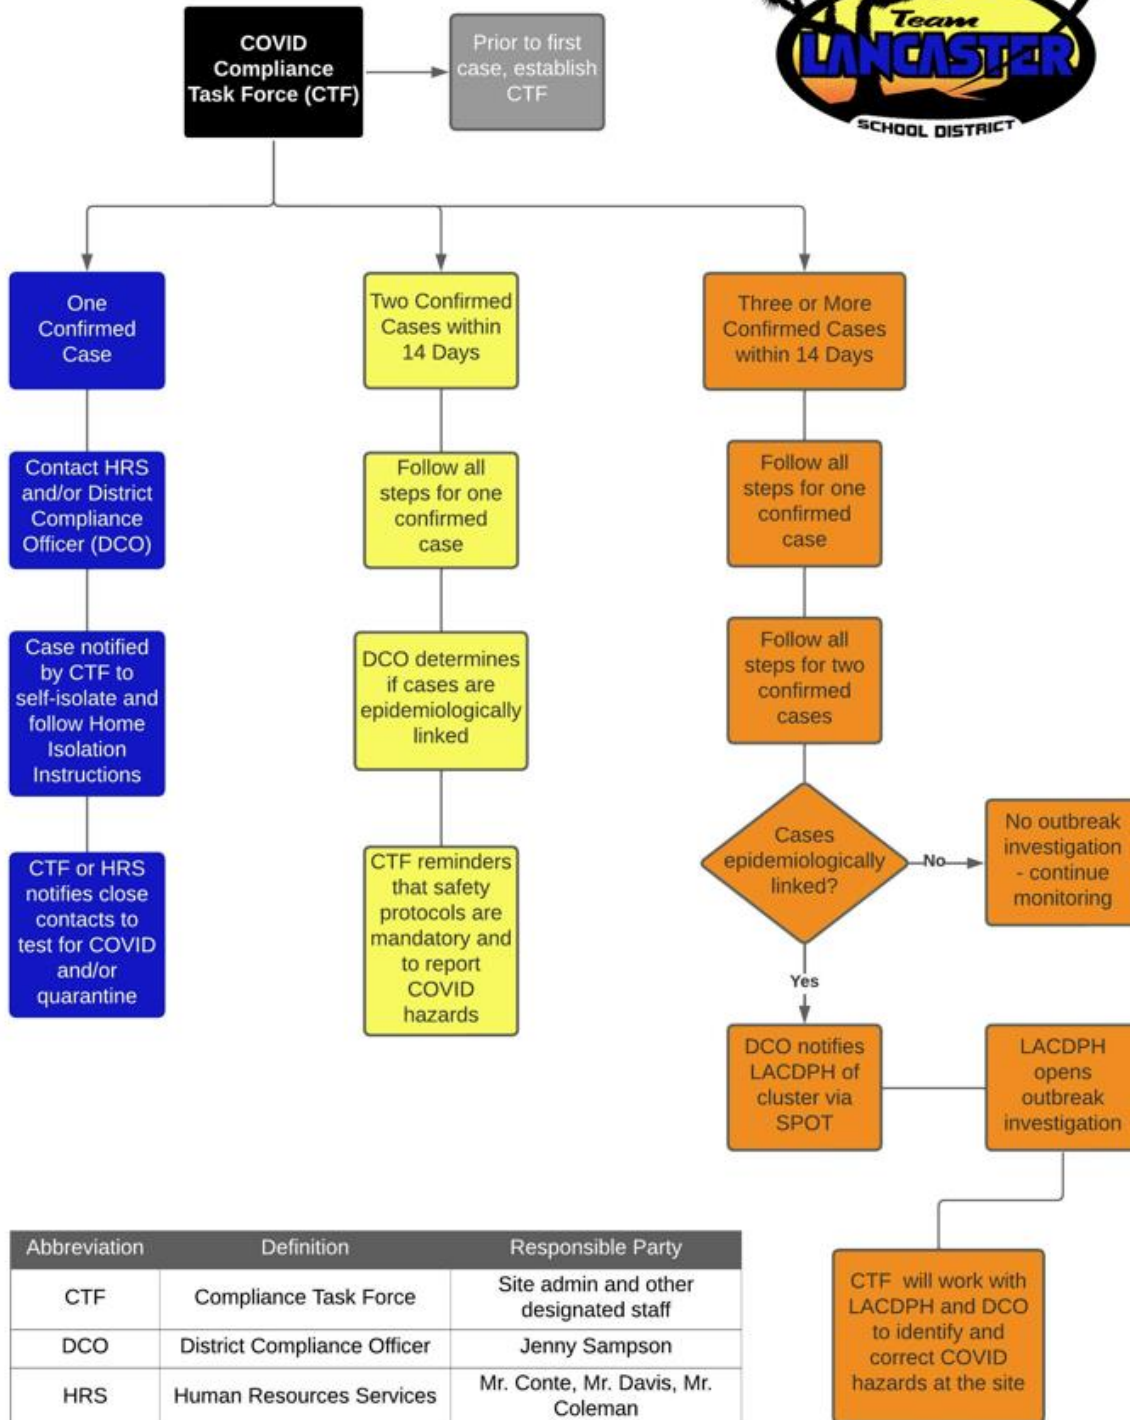 COVID
Compliance
Task Force (CTF)
Prior to first
case, establish
CTF
Team
LANCASTER
SCHOOL DISTRICT
One
Confirmed
Case
Contact HRS
and/or District
Compliance
Officer (DCO)
Case notified
by CTF to
self-isolate and
follow Home
Isolation
Instructions
CTF or HRS
notifies close
contacts to
test for COVID
and/or
quarantine
Two Confirmed
Cases within
14 Days
Follow all
steps for one
confirmed
case
DCO determines
if cases are
epidemiologically
linked
CTF reminders
that safety
protocols are
mandatory and
to report
COVID
hazards
Three or More
Confirmed Cases
within 14 Days
Follow all
steps for one
confirmed
case
Follow all
steps for two
confirmed
cases
Cases
epidemiologically
linked?
No
No outbreak
investigation
- continue
monitoring
Yes
DCO notifies
LACDPH of
cluster via
SPOT
LACDPH
opens
outbreak
investigation
CTF will work with
LACDPH and DCO
to identify and
correct COVID
hazards at the site
Abbreviation Definition Responsible Party
CTF Compliance Task Force Site admin and other
designated staff
DCO District Compliance Officer Jenny Sampson
HRS Human Resources Services Mr. Conte, Mr. Davis, Mr.
Coleman